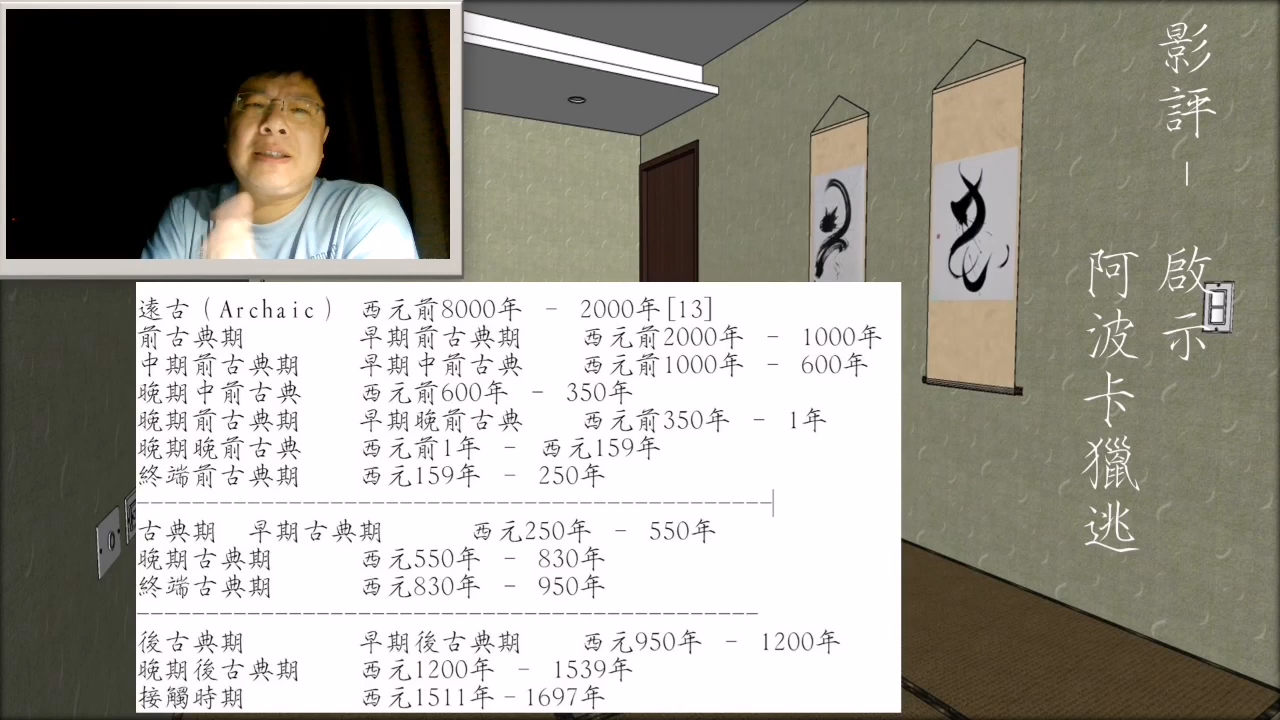 影評-
啟示
阿波卡獵逃
遠古（Archaic） 西元前8000年 - 2000年[13]
前古典期 早期前古典期 西元前2000年 - 1000年
中期前古典期 早期中前古典 西元前1000年 - 600年
晚期中前古典 西元前600年 - 350年
晚期前古典期 早期晚前古典 西元前350年 - 1年
晚期晚前古典 西元前1年 - 西元159年
終端前古典期 西元159年 - 250年
古典期 早期古典期 西元250年 - 550年
晚期古典期 西元550年 - 830年
終端古典期 西元830年 - 950年
後古典期 早期後古典期 西元950年 - 1200年
晚期後古典期 西元1200年 - 1539年
接觸時期 西元1511年-1697年